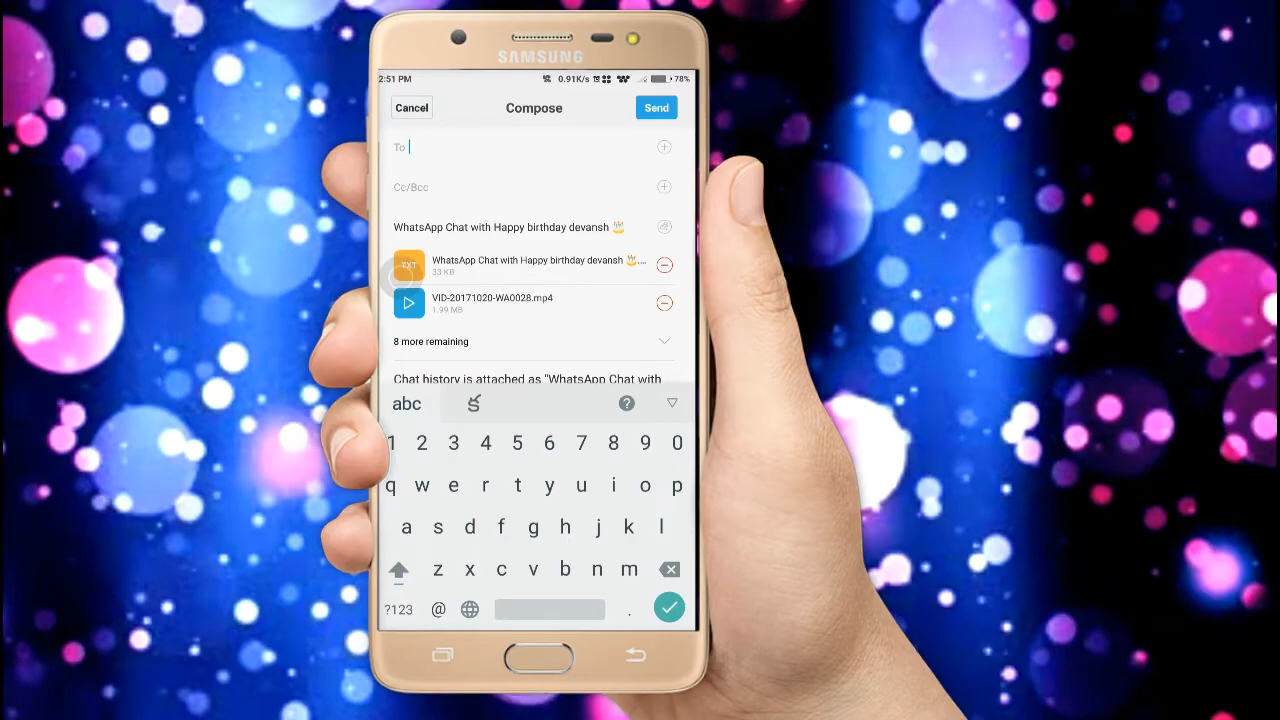 SAMSUNG
2:51 PM 0.91K/s 78%
Cancel Compose Send
To
Cc/Bcc
WhatsApp Chat with Happy birthday devansh 🎂
TXT WhatsApp Chat with Happy birthday devansh 🎂....
33 KB
VID-20171020-WA0028.mp4
1.99 MB
8 more remaining
Chat history is attached as "WhatsApp Chat with
abc ?
1 2 3 4 5 6 7 8 9 0
q w e r t y u i o p
a s d f g h j k l
z x c v b n m
?123 @ .